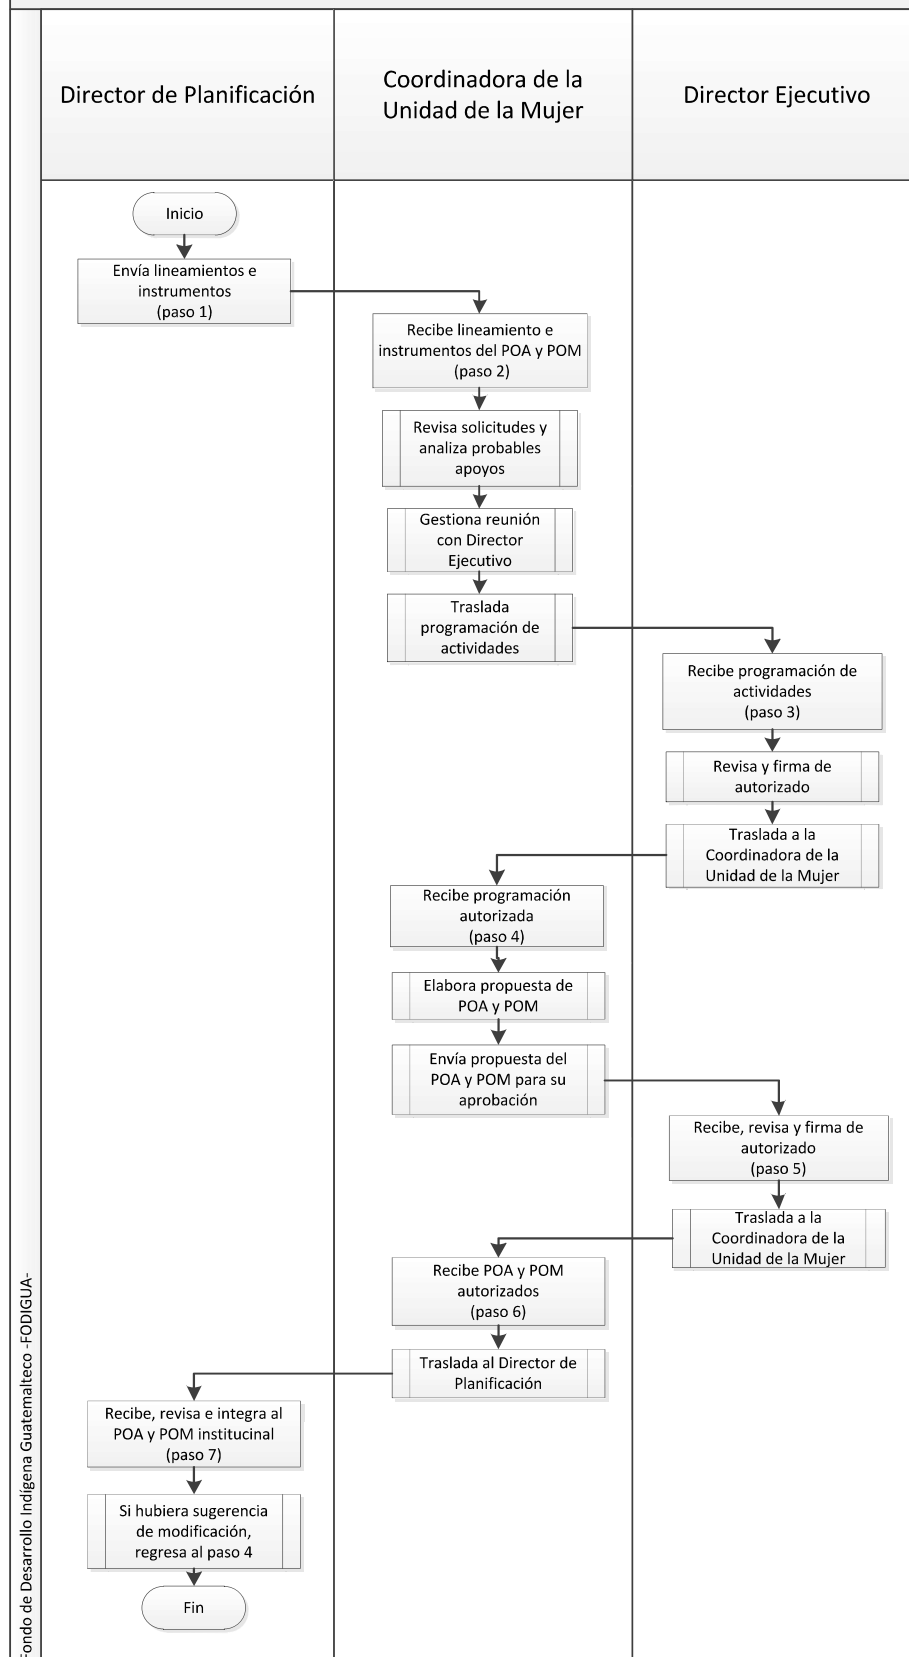 Director de Planificación
Coordinadora de la
Unidad de la Mujer
Director Ejecutivo
Inicio
Envía lineamientos e
instrumentos
(paso 1)
Recibe lineamiento e
instrumentos del POA y POM
(paso 2)
Revisa solicitudes y
analiza probables
apoyos
Gestiona reunión
con Director
Ejecutivo
Traslada
programación de
actividades
Recibe programación de
actividades
(paso 3)
Revisa y firma de
autorizado
Traslada a la
Coordinadora de la
Unidad de la Mujer
Recibe programación
autorizada
(paso 4)
Elabora propuesta de
POA y POM
Envía propuesta del
POA y POM para su
aprobación
Recibe, revisa y firma de
autorizado
(paso 5)
Traslada a la
Coordinadora de la
Unidad de la Mujer
Recibe POA y POM
autorizados
(paso 6)
Traslada al Director de
Planificación
Recibe, revisa e integra al
POA y POM institucinal
(paso 7)
Si hubiera sugerencia
de modificación,
regresa al paso 4
Fin
ondo de Desarrollo Indígena Guatemalteco -FODIGUA-